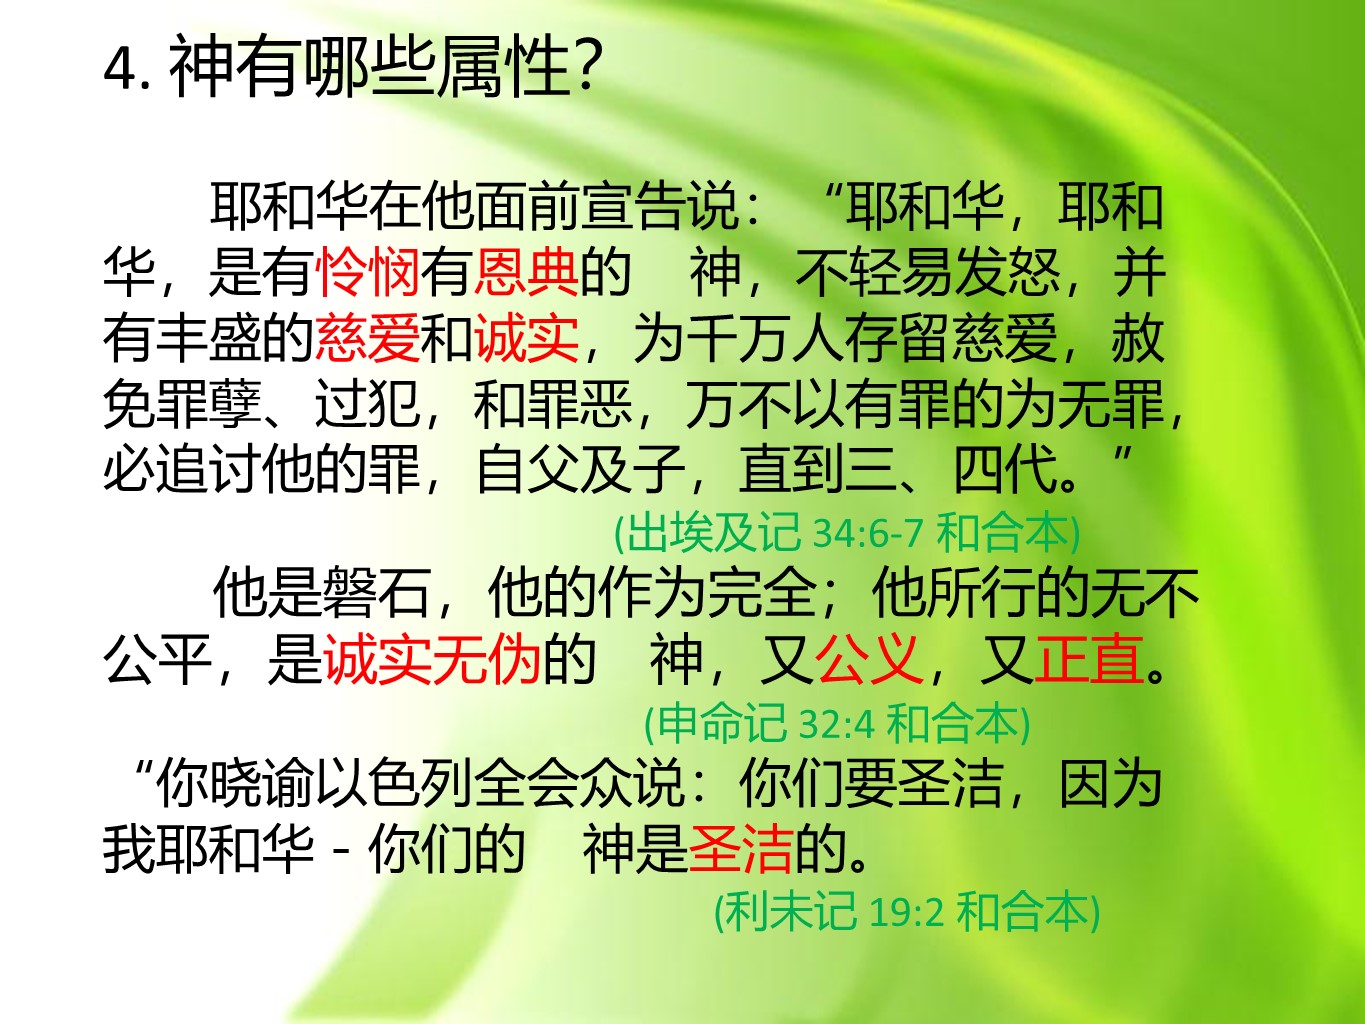 4. 神有哪些属性?
耶和华在他面前宣告说：“耶和华，耶和
华，是有怜悯有恩典的　神，不轻易发怒，并
有丰盛的慈爱和诚实，为千万人存留慈爱，赦
免罪孽、过犯，和罪恶，万不以有罪的为无罪，
必追讨他的罪，自父及子，直到三、四代。”
(出埃及记 34:6-7 和合本)
他是磐石，他的作为完全；他所行的无不
公平，是诚实无伪的　神，又公义，又正直。
(申命记 32:4 和合本)
“你晓谕以色列全会众说：你们要圣洁，因为
我耶和华－你们的　神是圣洁的。
(利未记 19:2 和合本)